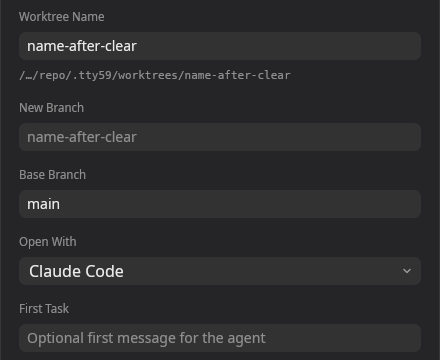 Worktree Name
name-after-clear
/…/repo/.tty59/worktrees/name-after-clear
New Branch
name-after-clear
Base Branch
main
Open With
Claude Code
First Task
Optional first message for the agent